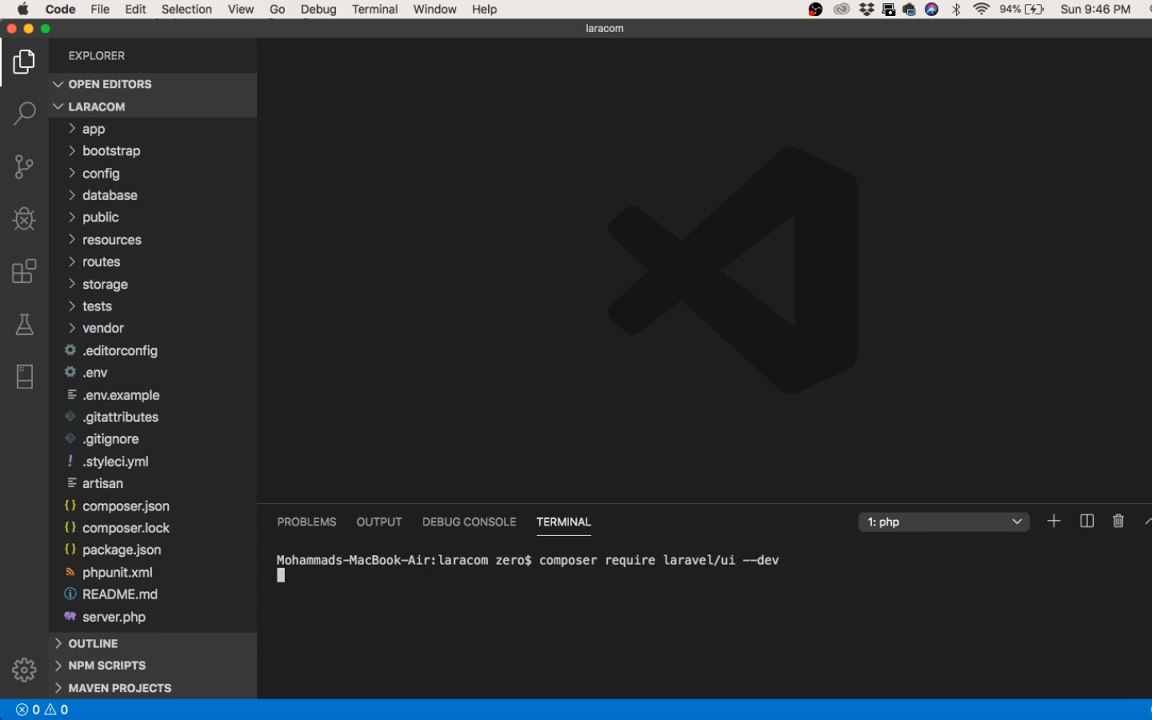 Code File Edit Selection View Go Debug Terminal Window Help 94% Sun 9:46 PM
laracom
EXPLORER
OPEN EDITORS
LARACOM
app
bootstrap
config
database
public
resources
routes
storage
tests
vendor
.editorconfig
.env
.env.example
.gitattributes
.gitignore
! .styleci.yml
artisan
{} composer.json
{} composer.lock
{} package.json
phpunit.xml
README.md
server.php
OUTLINE
NPM SCRIPTS
MAVEN PROJECTS
PROBLEMS OUTPUT DEBUG CONSOLE TERMINAL 1: php
Mohammads-MacBook-Air:laracom zero$ composer require laravel/ui --dev
0 0